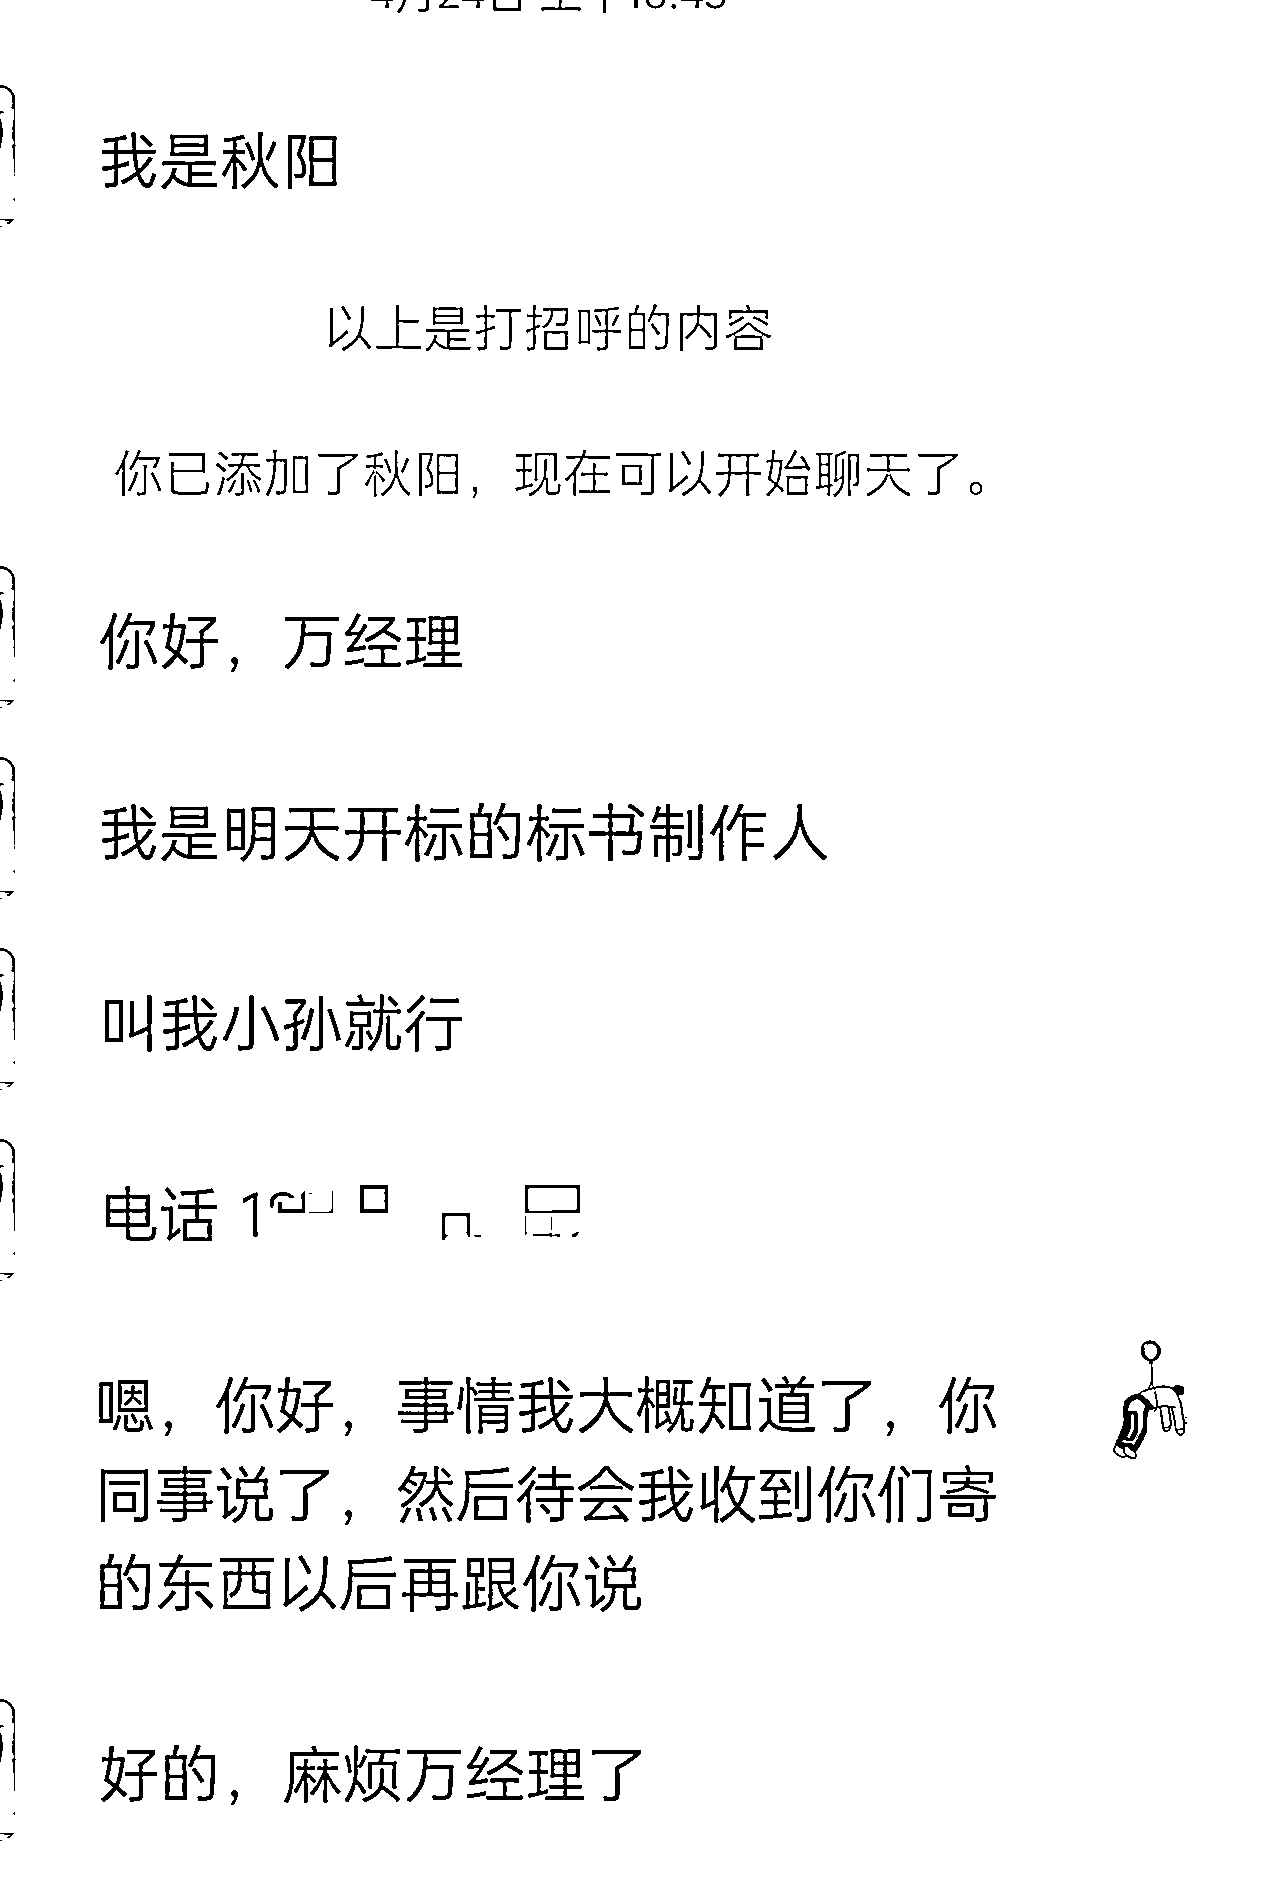 我是秋阳
以上是打招呼的内容
你已添加了秋阳，现在可以开始聊天了。
你好，万经理
我是明天开标的标书制作人
叫我小孙就行
电话 1
嗯，你好，事情我大概知道了，你
同事说了，然后待会我收到你们寄
的东西以后再跟你说
好的，麻烦万经理了